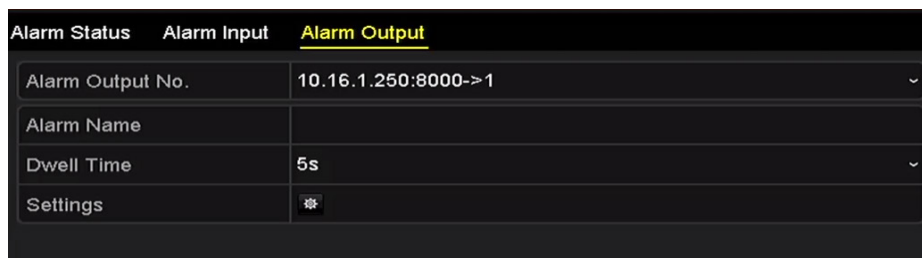 Alarm Status Alarm Input Alarm Output
Alarm Output No. 10.16.1.250:8000->1
Alarm Name
Dwell Time 5s
Settings